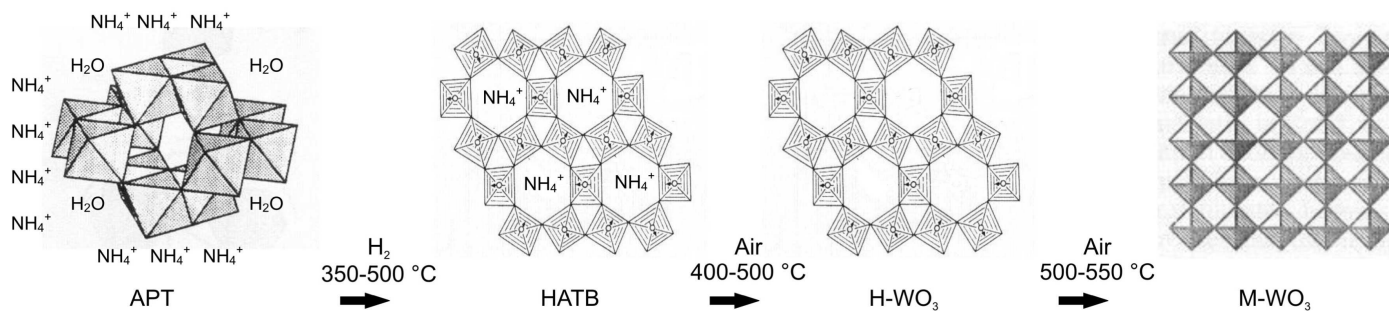 NH₄⁺ NH₄⁺ NH₄⁺
H₂O H₂O
NH₄⁺
NH₄⁺
NH₄⁺
NH₄⁺
H₂O H₂O
NH₄⁺ NH₄⁺ NH₄⁺
APT
H₂
350-500 °C
NH₄⁺ NH₄⁺
NH₄⁺ NH₄⁺
HATB
Air
400-500 °C
H-WO₃
Air
500-550 °C
M-WO₃